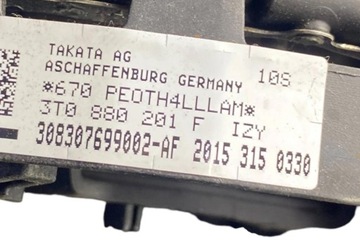 TAKATA AG
ASCHAFFENBURG GERMANY 10S
*670 PEOTH4LLLAM*
3T0 880 201 F IZY
308307699002-AF 2015 315 0330